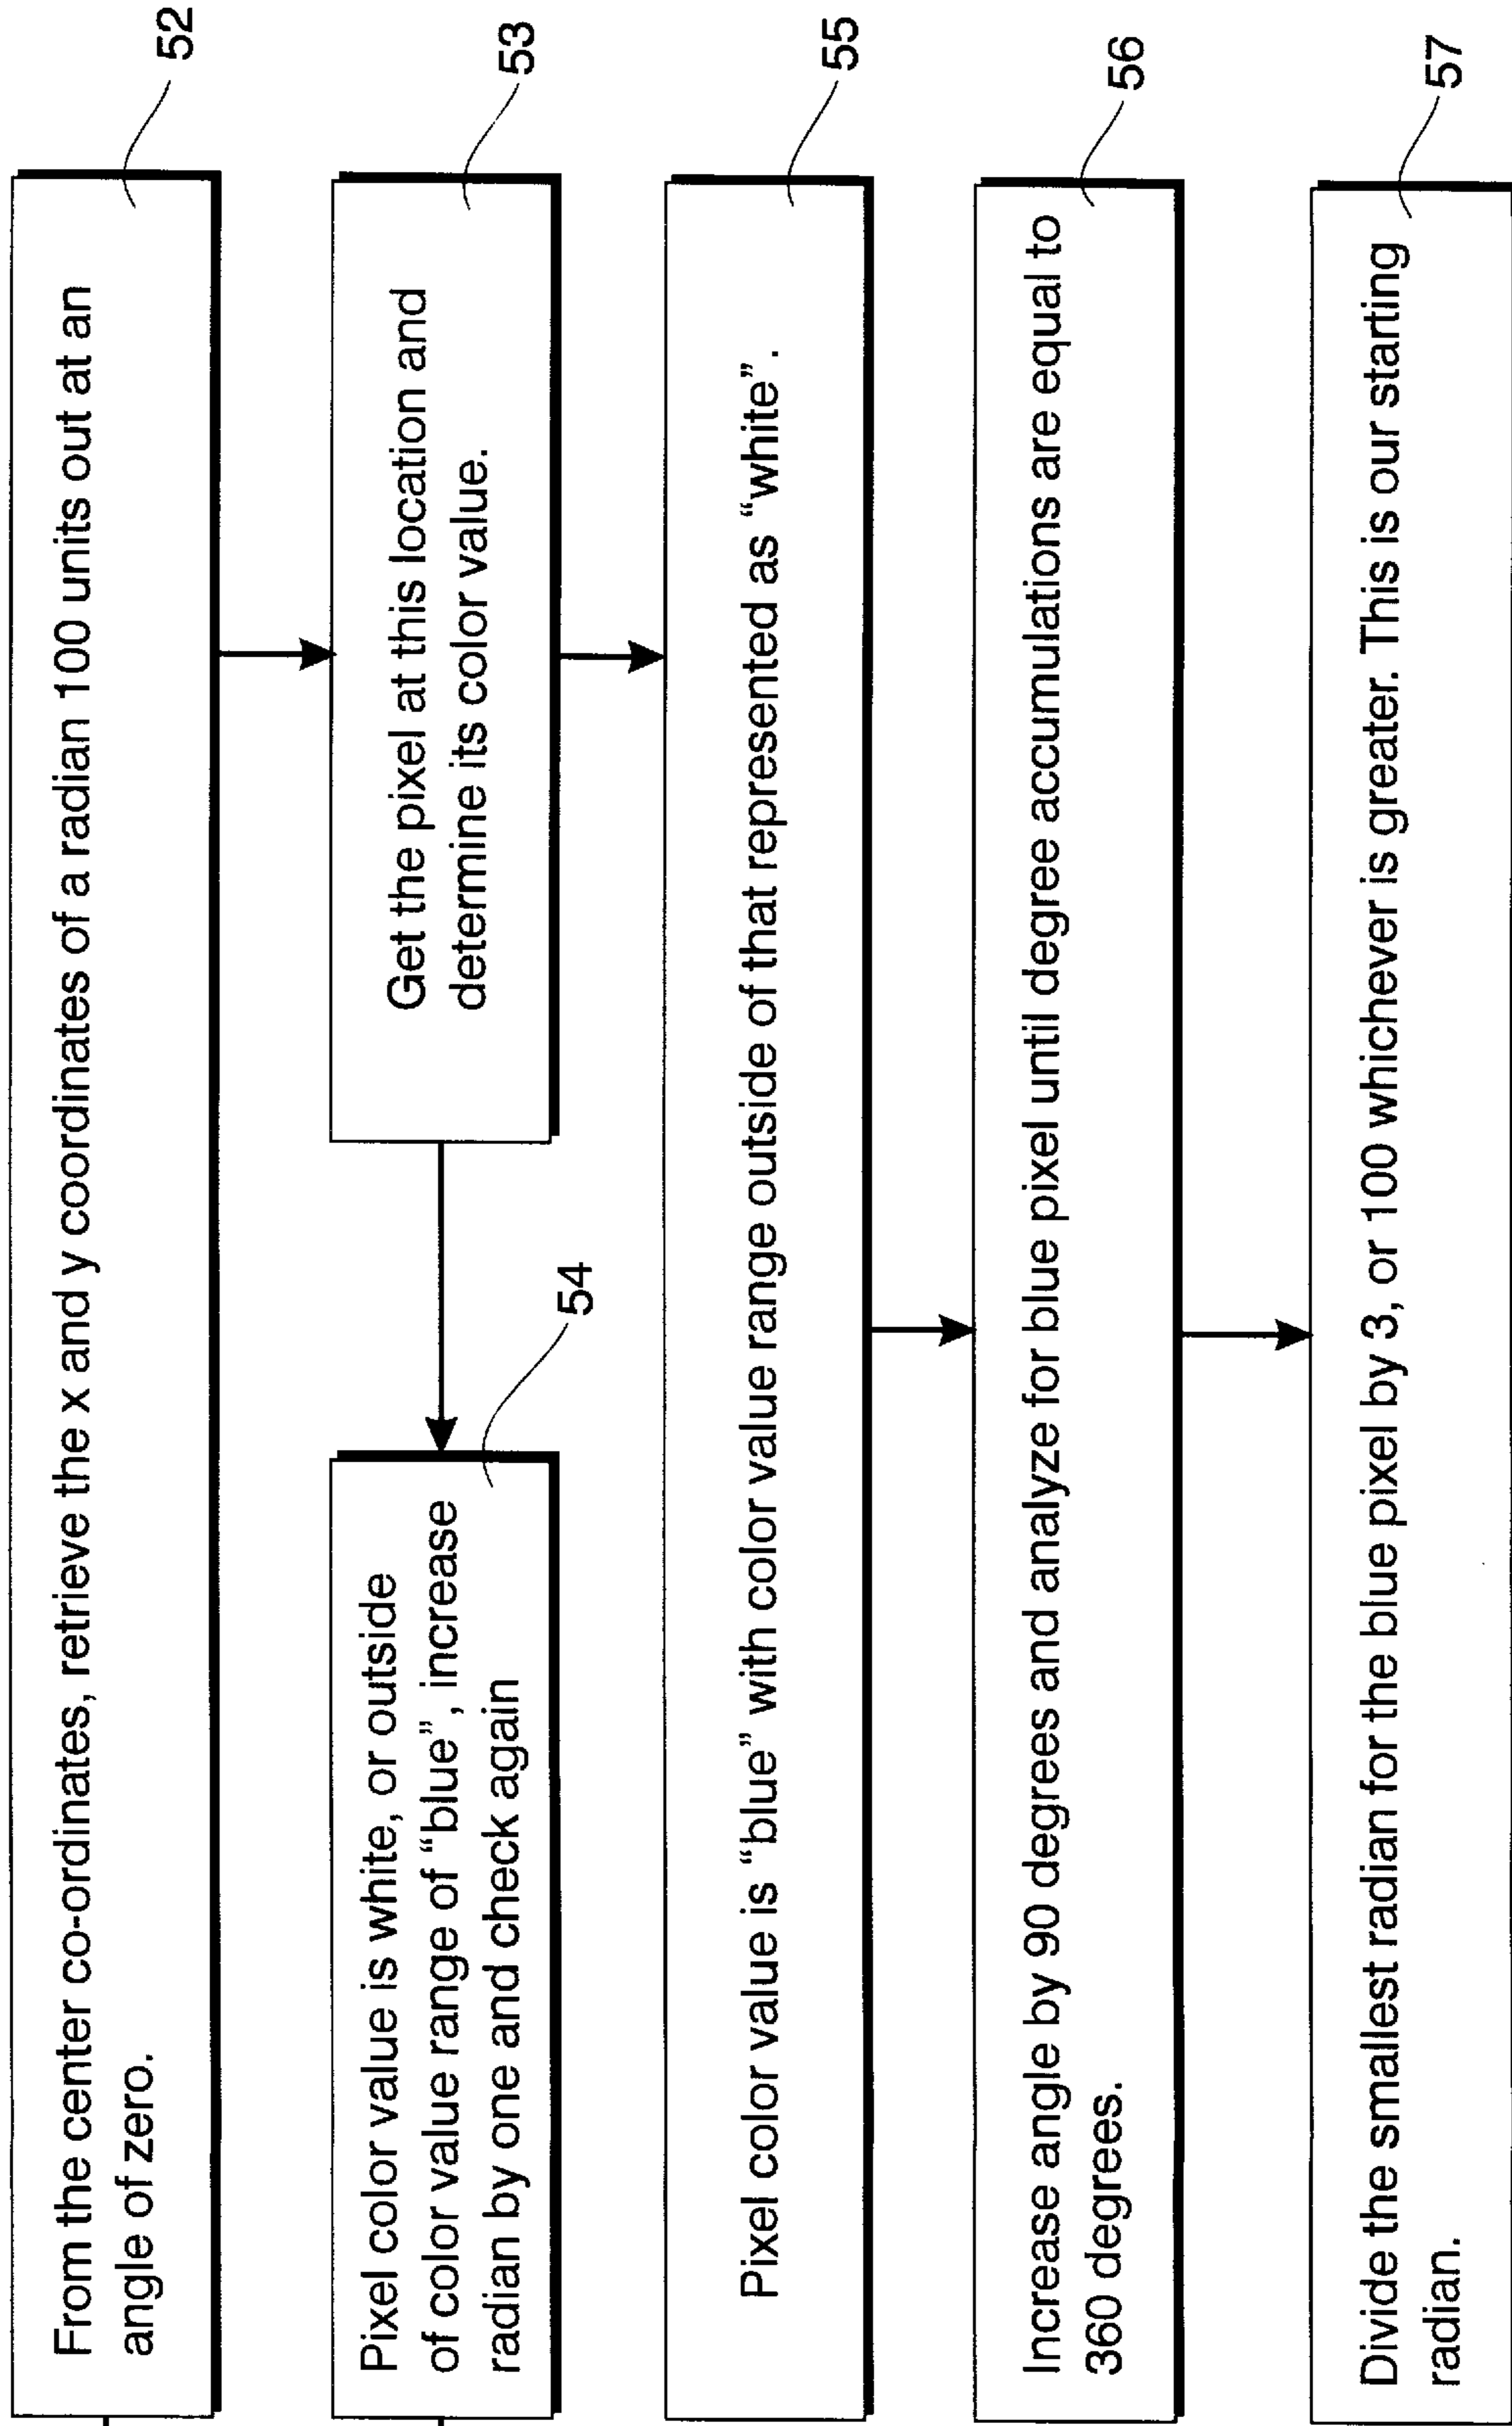 From the center co-ordinates, retrieve the x and y coordinates of a radian 100 units out at an
angle of zero.
52
Get the pixel at this location and
determine its color value.
53
Pixel color value is white, or outside
of color value range of “blue”, increase
radian by one and check again
54
Pixel color value is “blue” with color value range outside of that represented as “white”.
55
Increase angle by 90 degrees and analyze for blue pixel until degree accumulations are equal to
360 degrees.
56
Divide the smallest radian for the blue pixel by 3, or 100 whichever is greater. This is our starting
radian.
57